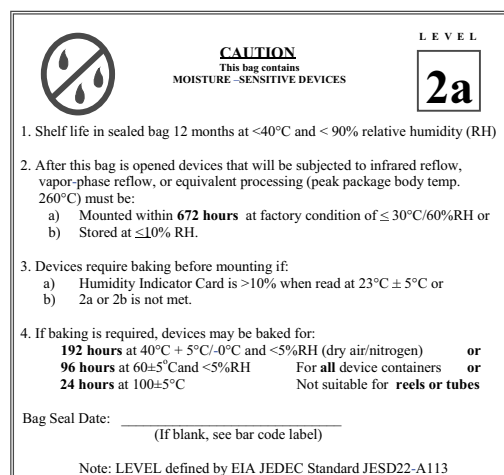 LEVEL
CAUTION
This bag contains
MOISTURE –SENSITIVE DEVICES
2a
1. Shelf life in sealed bag 12 months at <40°C and < 90% relative humidity (RH)
2. After this bag is opened devices that will be subjected to infrared reflow,
vapor-phase reflow, or equivalent processing (peak package body temp.
260°C) must be:
a) Mounted within 672 hours at factory condition of ≤ 30°C/60%RH or
b) Stored at ≤10% RH.
3. Devices require baking before mounting if:
a) Humidity Indicator Card is >10% when read at 23°C ± 5°C or
b) 2a or 2b is not met.
4. If baking is required, devices may be baked for:
192 hours at 40°C + 5°C/-0°C and <5%RH (dry air/nitrogen) or
96 hours at 60±5°Cand <5%RH For all device containers or
24 hours at 100±5°C Not suitable for reels or tubes
Bag Seal Date: ______________________________
(If blank, see bar code label)
Note: LEVEL defined by EIA JEDEC Standard JESD22-A113